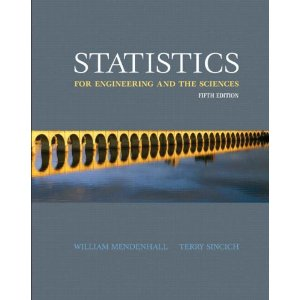 STATISTICS
FOR ENGINEERING AND THE SCIENCES
FIFTH EDITION
WILLIAM MENDENHALL TERRY SINCICH